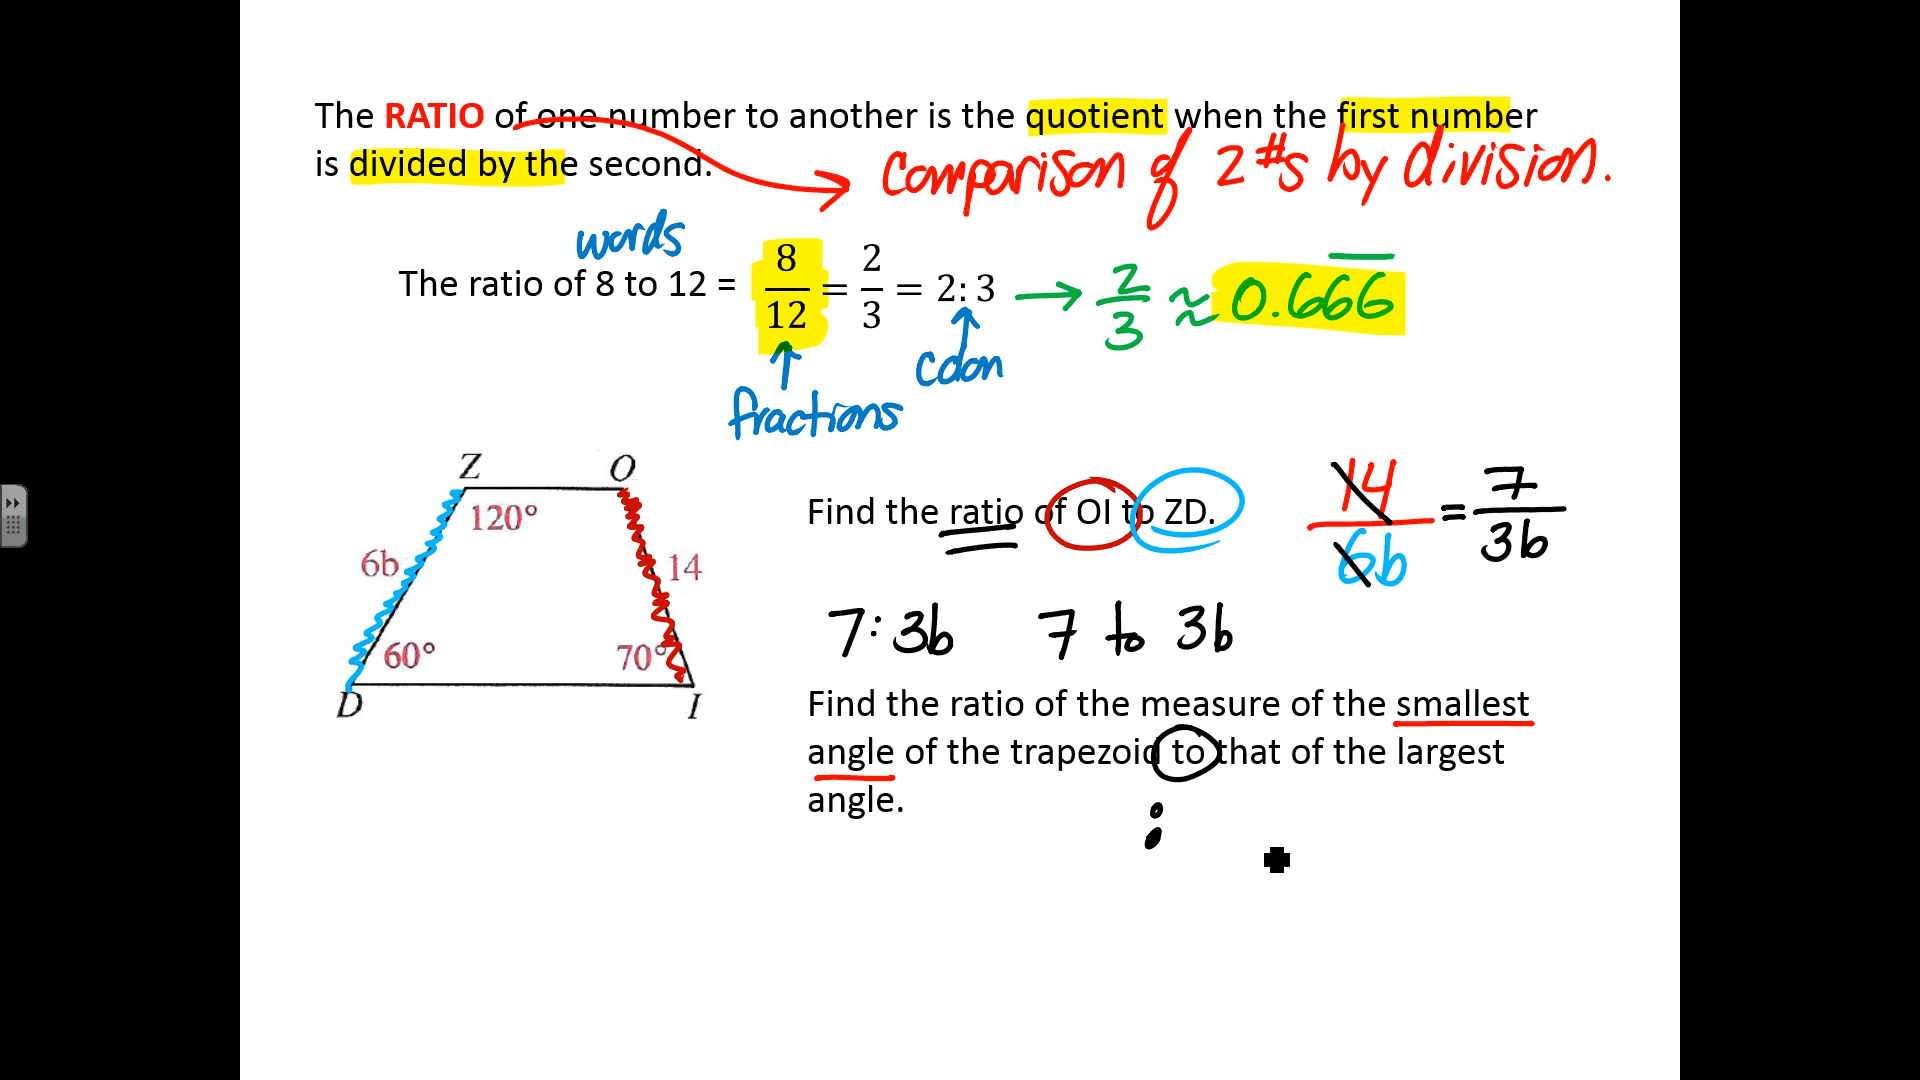 The RATIO of one number to another is the quotient when the first number
is divided by the second.
Comparison of 2 #s by division.
words
The ratio of 8 to 12 = 8/12 = 2/3 = 2:3 → 2/3 ≈ 0.666
colon
fractions
Z O
120°
6b 14
60° 70°
D I
Find the ratio of OI to ZD.
14/6b = 7/3b
7:3b 7 to 3b
Find the ratio of the measure of the smallest
angle of the trapezoid to that of the largest
angle.
: